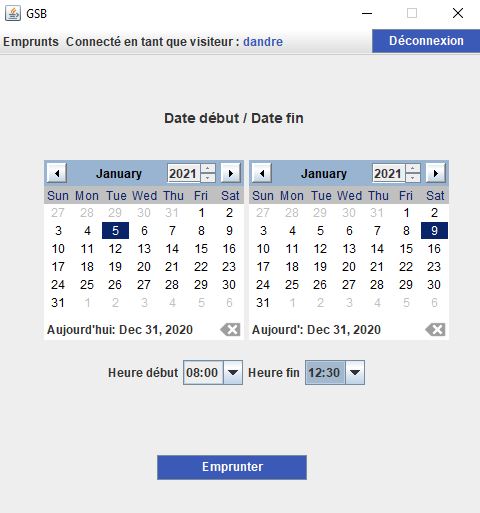 GSB
Emprunts Connecté en tant que visiteur : dandre Déconnexion
Date début / Date fin
January 2021 January 2021
Sun Mon Tue Wed Thu Fri Sat Sun Mon Tue Wed Thu Fri Sat
27 28 29 30 31 1 2 27 28 29 30 31 1 2
3 4 5 6 7 8 9 3 4 5 6 7 8 9
10 11 12 13 14 15 16 10 11 12 13 14 15 16
17 18 19 20 21 22 23 17 18 19 20 21 22 23
24 25 26 27 28 29 30 24 25 26 27 28 29 30
31 1 2 3 4 5 6 31 1 2 3 4 5 6
Aujourd'hui: Dec 31, 2020 Aujourd': Dec 31, 2020
Heure début 08:00 Heure fin 12:30
Emprunter